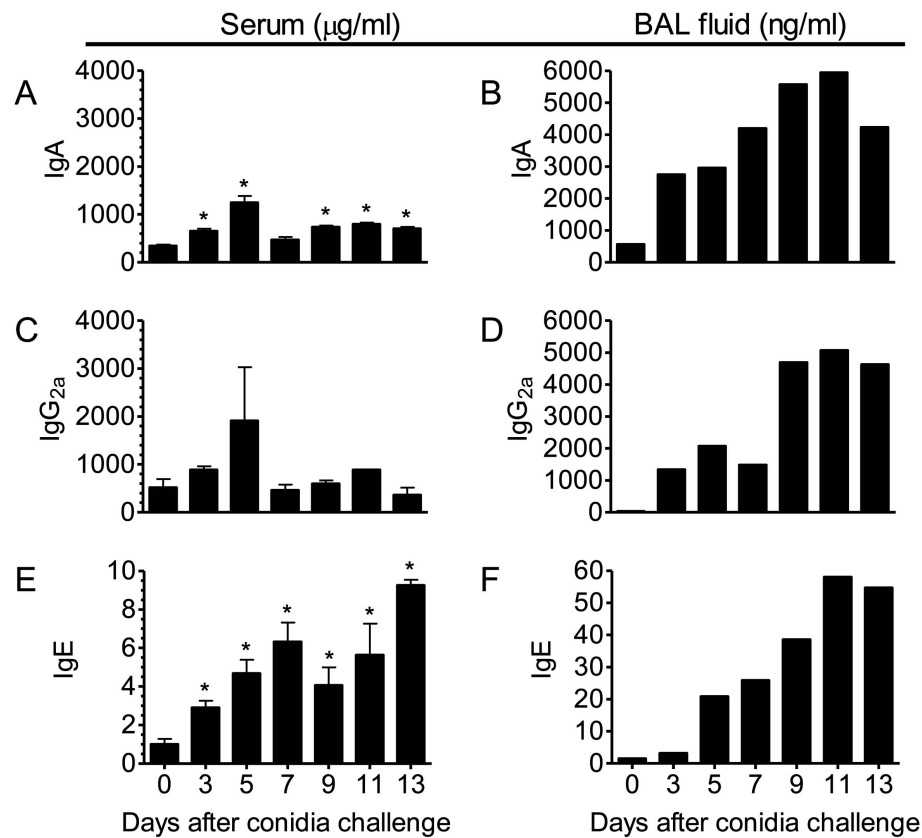 Serum (μg/ml)
BAL fluid (ng/ml)
A
IgA
4000
3000
2000
1000
0
* * * * *
B
IgA
6000
5000
4000
3000
2000
1000
0
C
IgG2a
4000
3000
2000
1000
0
D
IgG2a
6000
5000
4000
3000
2000
1000
0
E
IgE
10
8
6
4
2
0
* * * * * *
0 3 5 7 9 11 13
Days after conidia challenge
F
IgE
60
50
40
30
20
10
0
0 3 5 7 9 11 13
Days after conidia challenge